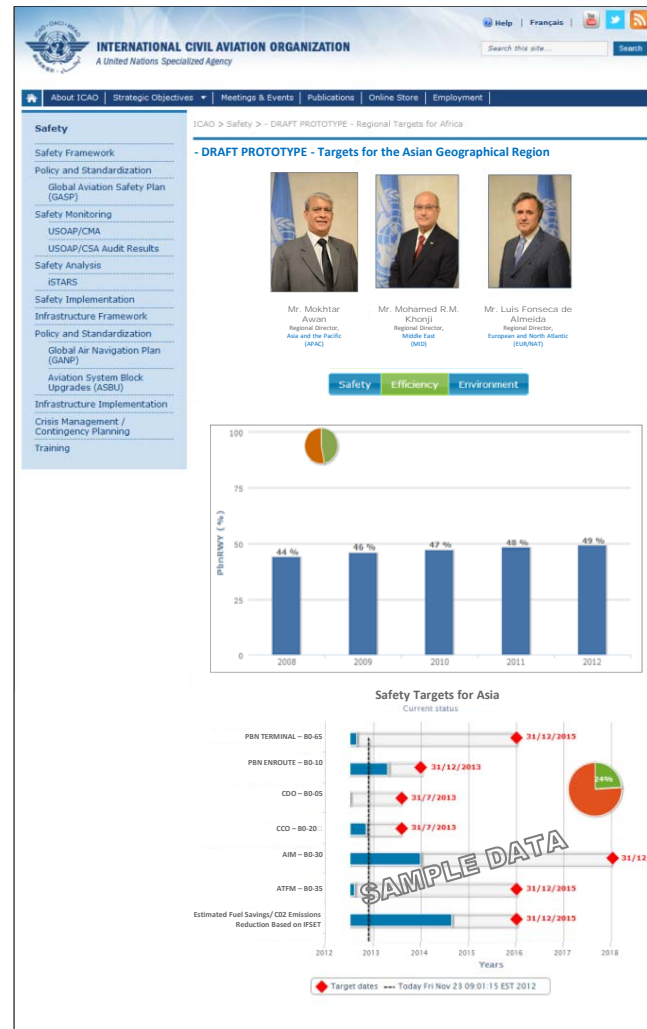 Help | Français |
You
INTERNATIONAL CIVIL AVIATION ORGANIZATION
A United Nations Specialized Agency
Search this site...
Search
About ICAO | Strategic Objectives | Meetings & Events | Publications | Online Store | Employment |
ICAO > Safety > - DRAFT PROTOTYPE - Regional Targets for Africa
Safety
Safety Framework
Policy and Standardization
Global Aviation Safety Plan
(GASP)
Safety Monitoring
USOAP/CMA
USOAP/CSA Audit Results
Safety Analysis
iSTARS
Safety Implementation
Infrastructure Framework
Policy and Standardization
Global Air Navigation Plan
(GANP)
Aviation System Block
Upgrades (ASBU)
Infrastructure Implementation
Crisis Management /
Contingency Planning
Training
- DRAFT PROTOTYPE - Targets for the Asian Geographical Region
Mr. Mokhtar
Awan
Regional Director,
Asia and the Pacific
(APAC)
Mr. Mohamed R.M.
Khonji
Regional Director,
Middle East
(MID)
Mr. Luis Fonseca de
Almeida
Regional Director,
European and North Atlantic
(EUR/NAT)
Safety Efficiency Environment
PbnRWY (%)
100
75
50
25
0
44 %
46 %
47 %
48 %
49 %
2008 2009 2010 2011 2012
Safety Targets for Asia
Current status
PBN TERMINAL – B0-65
31/12/2015
PBN ENROUTE – B0-10
31/12/2013
24%
CDO – B0-05
31/7/2013
CCO – B0-20
31/7/2013
AIM – B0-30
31/12
ATFM – B0-35
31/12/2015
Estimated Fuel Savings/ C02 Emissions
Reduction Based on IFSET
31/12/2015
SAMPLE DATA
2012 2013 2014 2015 2016 2017 2018
Years
Target dates Today Fri Nov 23 09:01:15 EST 2012